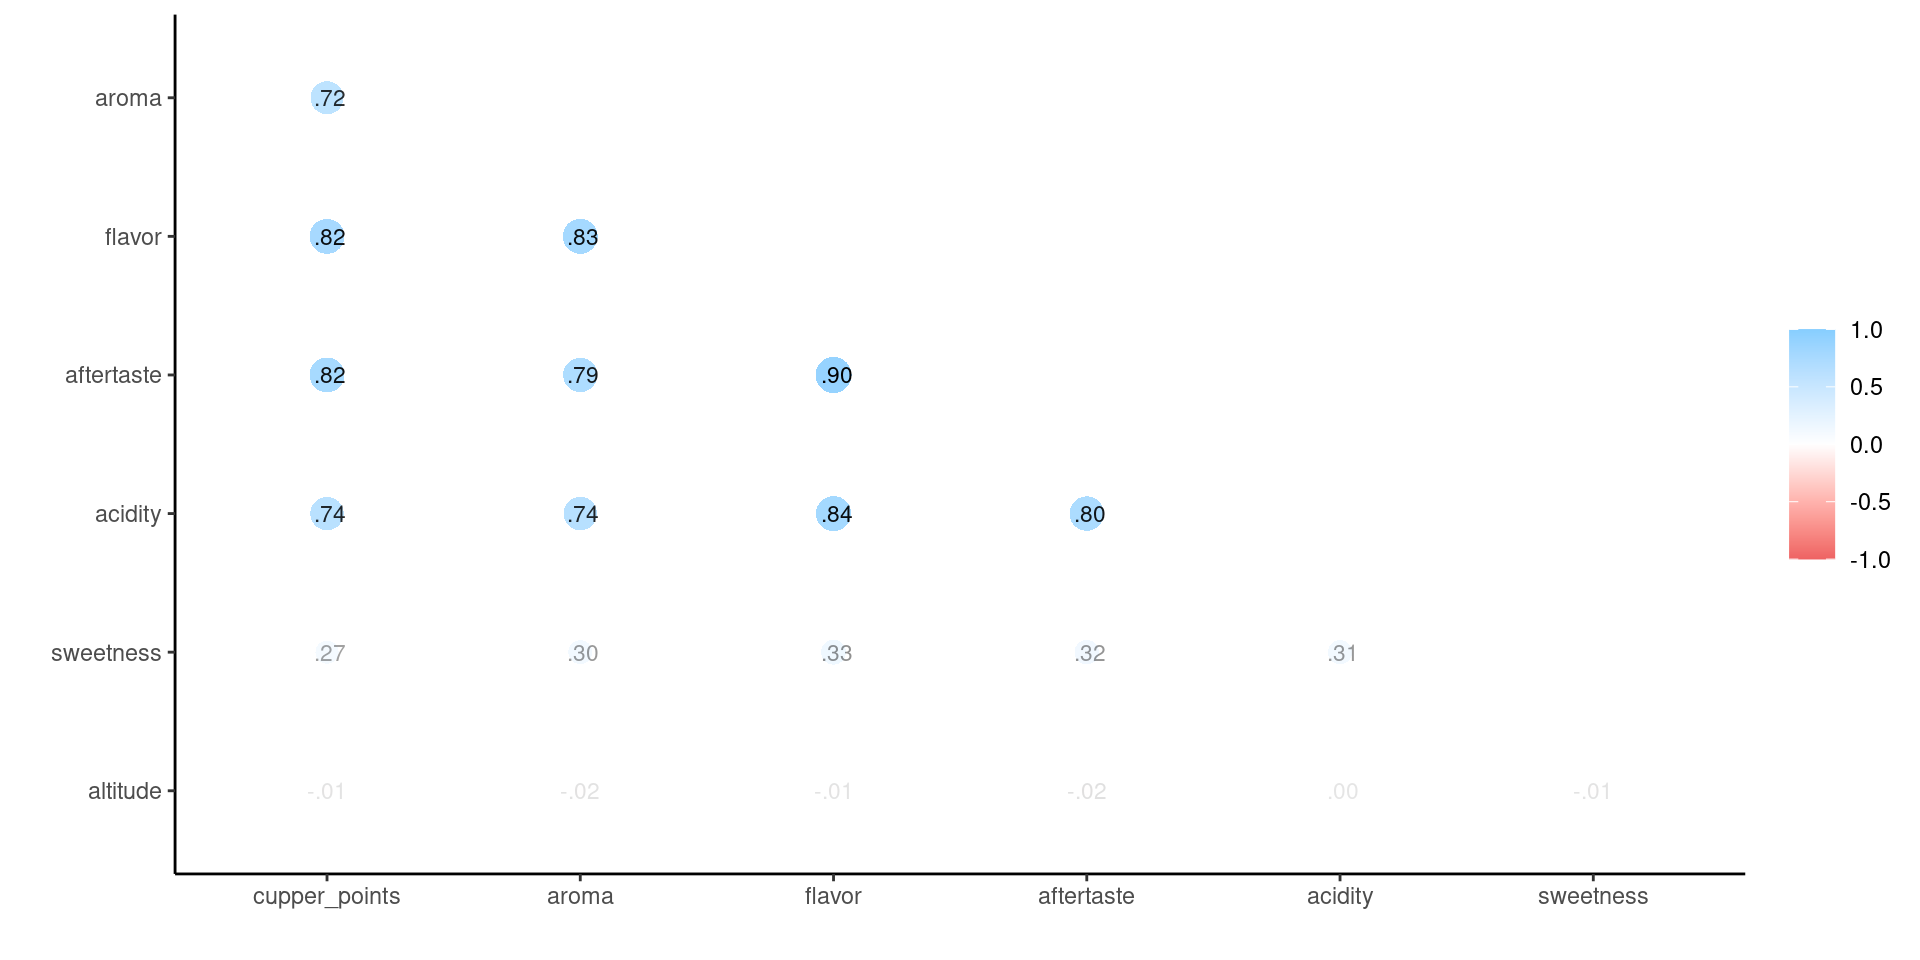 aroma .72
flavor .82 .83
aftertaste .82 .79 .90
acidity .74 .74 .84 .80
sweetness .27 .30 .33 .32 .31
altitude -.01 -.02 -.01 -.02 .00 -.01
cupper_points aroma flavor aftertaste acidity sweetness
1.0
0.5
0.0
-0.5
-1.0